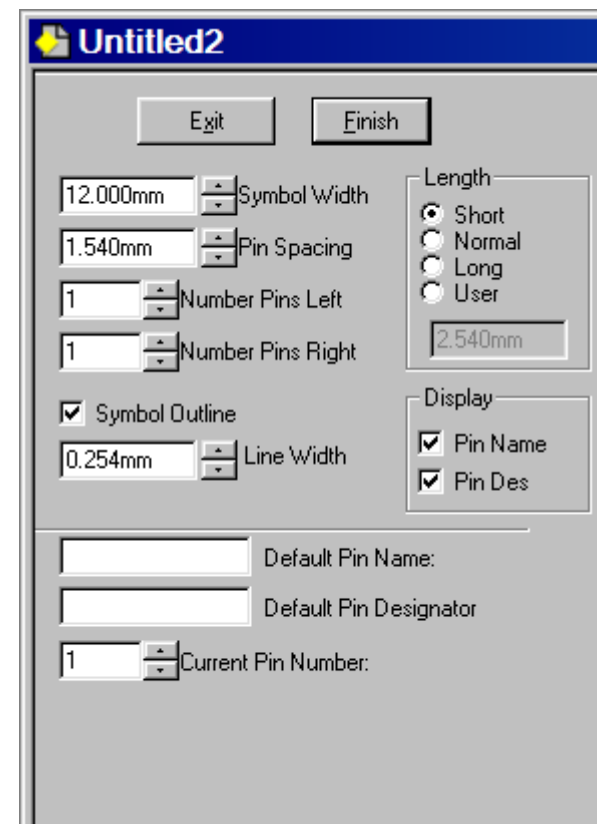 Untitled2
Exit
Finish
12.000mm Symbol Width
1.540mm Pin Spacing
1 Number Pins Left
1 Number Pins Right
Symbol Outline
0.254mm Line Width
Length
Short
Normal
Long
User
2.540mm
Display
Pin Name
Pin Des
Default Pin Name:
Default Pin Designator
1 Current Pin Number: